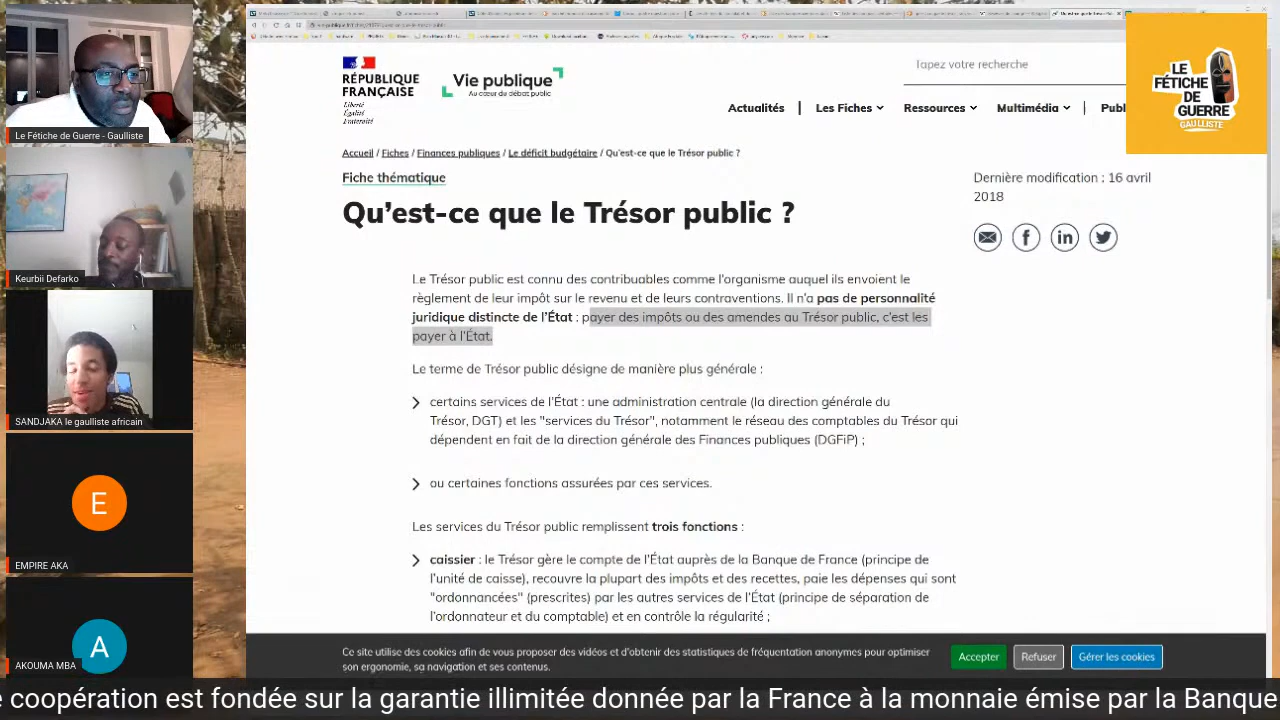 RÉPUBLIQUE
FRANÇAISE
Liberté
Égalité
Fraternité
Vie publique
Au cœur du débat public
Tapez votre recherche
Actualités
Les Fiches
Ressources
Multimédia
Publ
LE
FÉTICHE
DE
GUERRE
GAULLISTE
Le Fétiche de Guerre - Gaulliste
Keurbii Defarko
SANDJAKA le gaulliste africain
E
EMPIRE AKA
A
AKOUMA MBA
Accueil / Fiches / Finances publiques / Le déficit budgétaire / Qu'est-ce que le Trésor public ?
Fiche thématique
Dernière modification : 16 avril
2018
Qu'est-ce que le Trésor public ?
Le Trésor public est connu des contribuables comme l'organisme auquel ils envoient le
règlement de leur impôt sur le revenu et de leurs contraventions. Il n'a pas de personnalité
juridique distincte de l'État : payer des impôts ou des amendes au Trésor public, c'est les
payer à l'État.
Le terme de Trésor public désigne de manière plus générale :
certains services de l'État : une administration centrale (la direction générale du
Trésor, DGT) et les "services du Trésor", notamment le réseau des comptables du Trésor qui
dépendent en fait de la direction générale des Finances publiques (DGFiP) ;
ou certaines fonctions assurées par ces services.
Les services du Trésor public remplissent trois fonctions :
caissier : le Trésor gère le compte de l'État auprès de la Banque de France (principe de
l'unité de caisse), recouvre la plupart des impôts et des recettes, paie les dépenses qui sont
"ordonnancées" (prescrites) par les autres services de l'État (principe de séparation de
l'ordonnateur et du comptable) et en contrôle la régularité ;
Ce site utilise des cookies afin de vous proposer des vidéos et d'obtenir des statistiques de fréquentation anonymes pour optimiser
son ergonomie, sa navigation et ses contenus.
Accepter
Refuser
Gérer les cookies
e coopération est fondée sur la garantie illimitée donnée par la France à la monnaie émise par la Banque